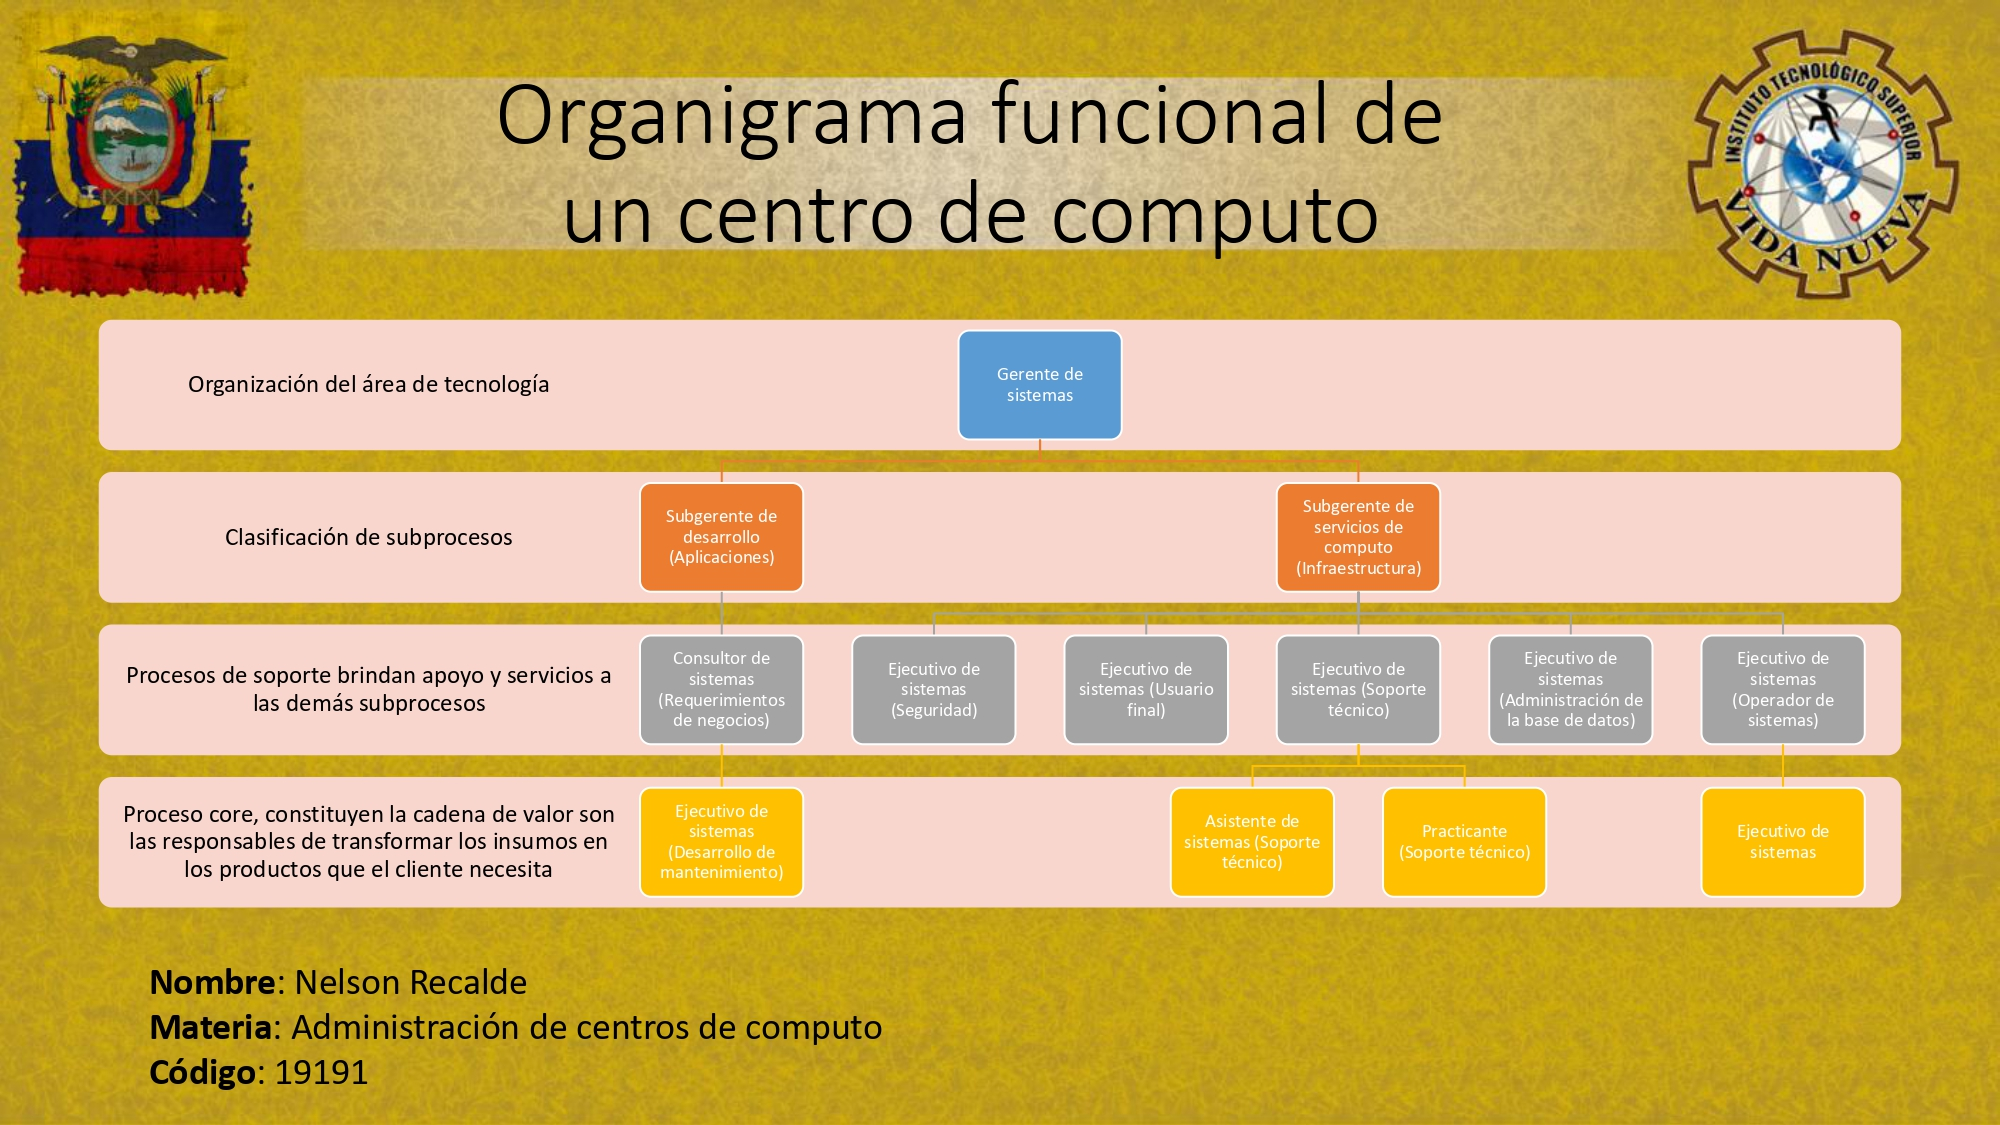 Organigrama funcional de
un centro de computo
INSTITUTO TECNOLÓGICO SUPERIOR
VIDA NUEVA
Organización del área de tecnología
Gerente de
sistemas
Clasificación de subprocesos
Subgerente de
desarrollo
(Aplicaciones)
Subgerente de
servicios de
computo
(Infraestructura)
Procesos de soporte brindan apoyo y servicios a
las demás subprocesos
Consultor de
sistemas
(Requerimientos
de negocios)
Ejecutivo de
sistemas
(Seguridad)
Ejecutivo de
sistemas (Usuario
final)
Ejecutivo de
sistemas (Soporte
técnico)
Ejecutivo de
sistemas
(Administración de
la base de datos)
Ejecutivo de
sistemas
(Operador de
sistemas)
Proceso core, constituyen la cadena de valor son
las responsables de transformar los insumos en
los productos que el cliente necesita
Ejecutivo de
sistemas
(Desarrollo de
mantenimiento)
Asistente de
sistemas (Soporte
técnico)
Practicante
(Soporte técnico)
Ejecutivo de
sistemas
Nombre: Nelson Recalde
Materia: Administración de centros de computo
Código: 19191